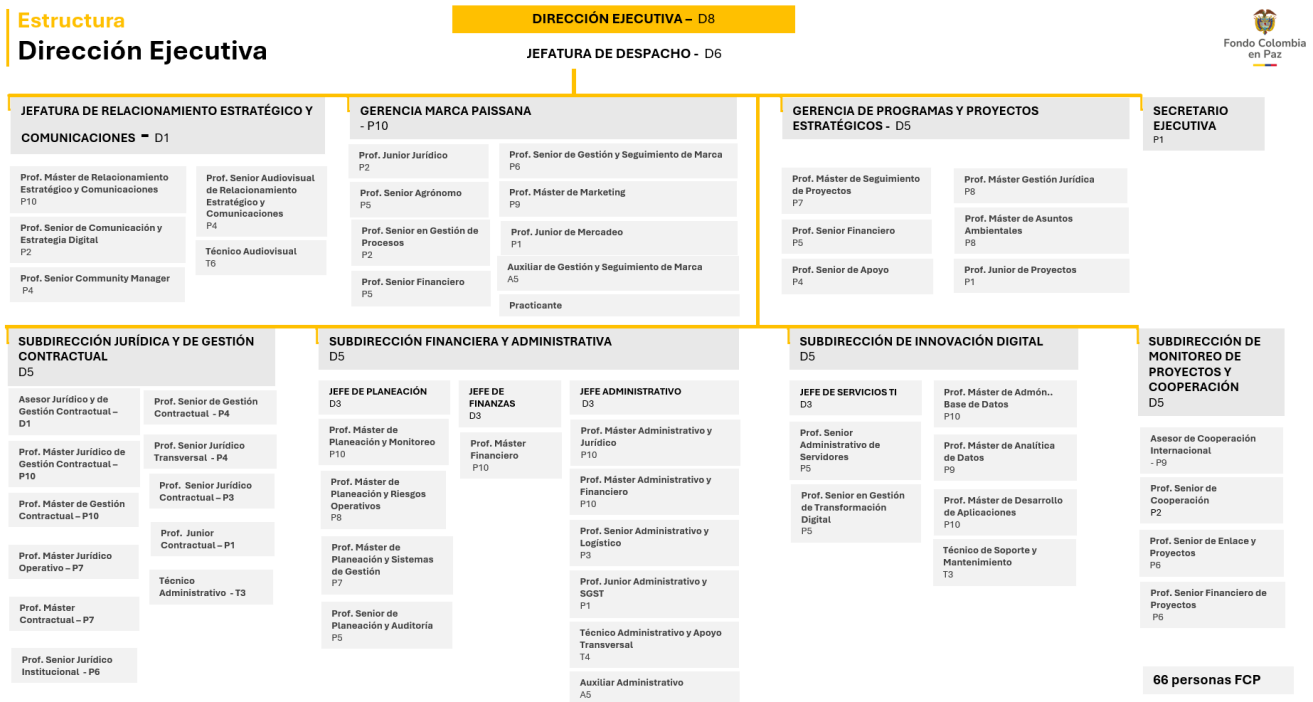 Estructura
Dirección Ejecutiva
DIRECCIÓN EJECUTIVA – D8
JEFATURA DE DESPACHO - D6
Fondo Colombia
en Paz
JEFATURA DE RELACIONAMIENTO ESTRATÉGICO Y
COMUNICACIONES – D1
Prof. Máster de Relacionamiento
Estratégico y Comunicaciones
P10
Prof. Senior de Comunicación y
Estrategia Digital
P2
Prof. Senior Community Manager
P4
Prof. Senior Audiovisual
de Relacionamiento
Estratégico y
Comunicaciones
P4
Técnico Audiovisual
T6
GERENCIA MARCA PAISSANA
- P10
Prof. Junior Jurídico
P2
Prof. Senior Agrónomo
P5
Prof. Senior en Gestión de
Procesos
P2
Prof. Senior Financiero
P5
Prof. Senior de Gestión y Seguimiento de Marca
P6
Prof. Máster de Marketing
P9
Prof. Junior de Mercadeo
P1
Auxiliar de Gestión y Seguimiento de Marca
A5
Practicante
GERENCIA DE PROGRAMAS Y PROYECTOS
ESTRATÉGICOS - D5
Prof. Máster de Seguimiento
de Proyectos
P7
Prof. Senior Financiero
P5
Prof. Senior de Apoyo
P4
Prof. Máster Gestión Jurídica
P8
Prof. Máster de Asuntos
Ambientales
P8
Prof. Junior de Proyectos
P1
SECRETARIO
EJECUTIVA
P1
SUBDIRECCIÓN JURÍDICA Y DE GESTIÓN
CONTRACTUAL
D5
Asesor Jurídico y de
Gestión Contractual –
D1
Prof. Máster Jurídico de
Gestión Contractual –
P10
Prof. Máster de Gestión
Contractual – P10
Prof. Máster Jurídico
Operativo – P7
Prof. Máster
Contractual – P7
Prof. Senior Jurídico
Institucional - P6
Prof. Senior de Gestión
Contractual - P4
Prof. Senior Jurídico
Transversal - P4
Prof. Senior Jurídico
Contractual – P3
Prof. Junior
Contractual – P1
Técnico
Administrativo - T3
SUBDIRECCIÓN FINANCIERA Y ADMINISTRATIVA
D5
JEFE DE PLANEACIÓN
D3
Prof. Máster de
Planeación y Monitoreo
P10
Prof. Máster de
Planeación y Riesgos
Operativos
P8
Prof. Máster de
Planeación y Sistemas
de Gestión
P7
Prof. Senior de
Planeación y Auditoría
P5
JEFE DE
FINANZAS
D3
Prof. Máster
Financiero
P10
JEFE ADMINISTRATIVO
D3
Prof. Máster Administrativo y
Jurídico
P10
Prof. Máster Administrativo y
Financiero
P10
Prof. Senior Administrativo y
Logístico
P3
Prof. Junior Administrativo y
SGST
P1
Técnico Administrativo y Apoyo
Transversal
T4
Auxiliar Administrativo
A5
SUBDIRECCIÓN DE INNOVACIÓN DIGITAL
D5
JEFE DE SERVICIOS TI
D3
Prof. Senior
Administrativo de
Servidores
P5
Prof. Senior en Gestión
de Transformación
Digital
P5
Prof. Máster de Admón..
Base de Datos
P10
Prof. Máster de Analítica
de Datos
P9
Prof. Máster de Desarrollo
de Aplicaciones
P10
Técnico de Soporte y
Mantenimiento
T3
SUBDIRECCIÓN DE
MONITOREO DE
PROYECTOS Y
COOPERACIÓN
D5
Asesor de Cooperación
Internacional
- P9
Prof. Senior de
Cooperación
P2
Prof. Senior de Enlace y
Proyectos
P6
Prof. Senior Financiero de
Proyectos
P6
66 personas FCP